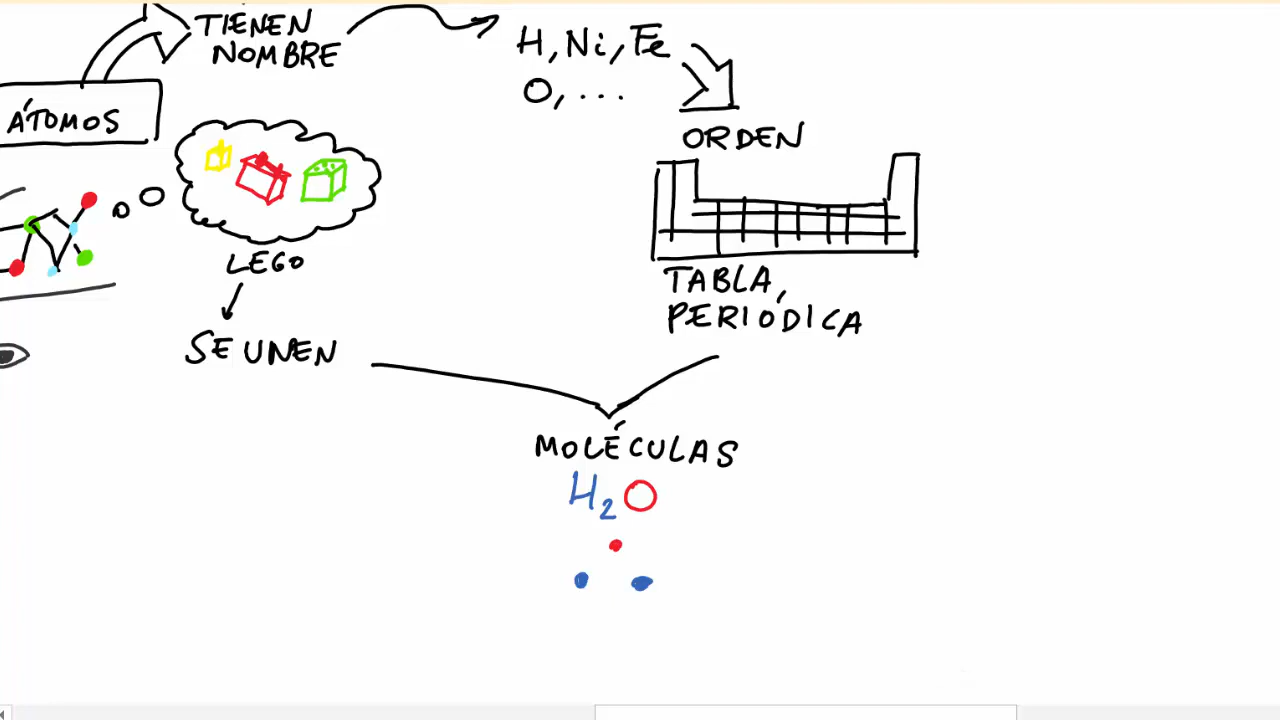 TIENEN
NOMBRE
H, Ni, Fe
O, ...
ÁTOMOS
ORDEN
LEGO
TABLA,
PERIÓDICA
SE UNEN
MOLÉCULAS
H₂O